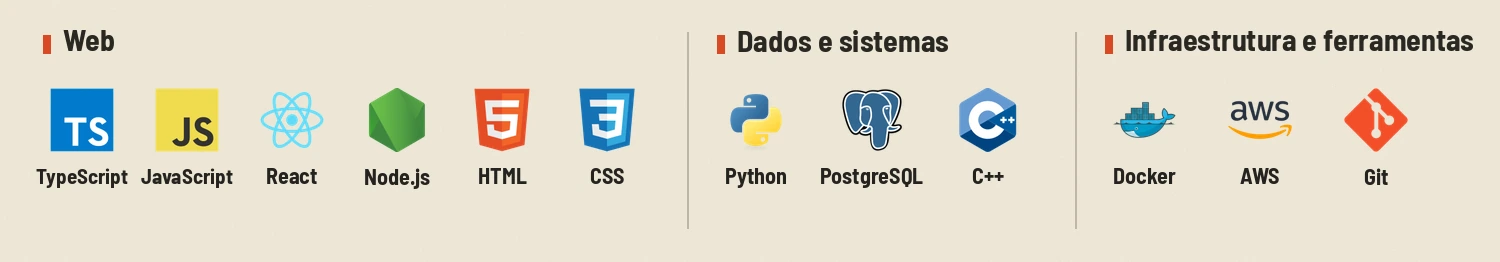 Web
TS
JS
5
3
TypeScript
JavaScript
React
Node.js
HTML
CSS
Dados e sistemas
C++
Python
PostgreSQL
C++
Infraestrutura e ferramentas
aws
Docker
AWS
Git